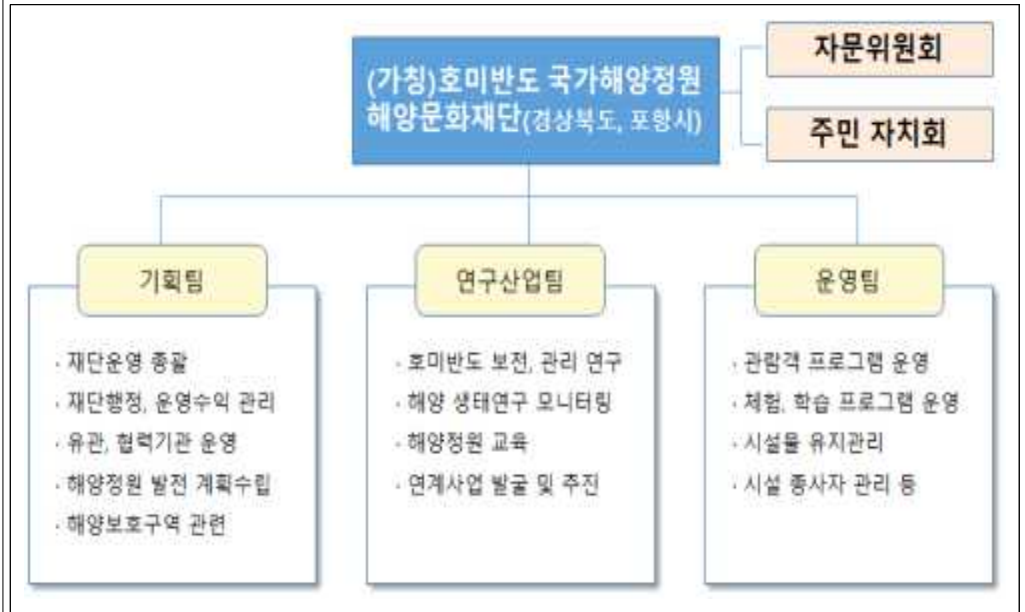 (가칭)호미반도 국가해양정원
해양문화재단(경상북도, 포항시)
자문위원회
주민 자치회
기획팀
· 재단운영 총괄
· 재단행정, 운영수익 관리
· 유관, 협력기관 운영
· 해양정원 발전 계획수립
· 해양보호구역 관련
연구산업팀
· 호미반도 보전, 관리 연구
· 해양 생태연구 모니터링
· 해양정원 교육
· 연계사업 발굴 및 추진
운영팀
· 관람객 프로그램 운영
· 체험, 학습 프로그램 운영
· 시설물 유지관리
· 시설 종사자 관리 등